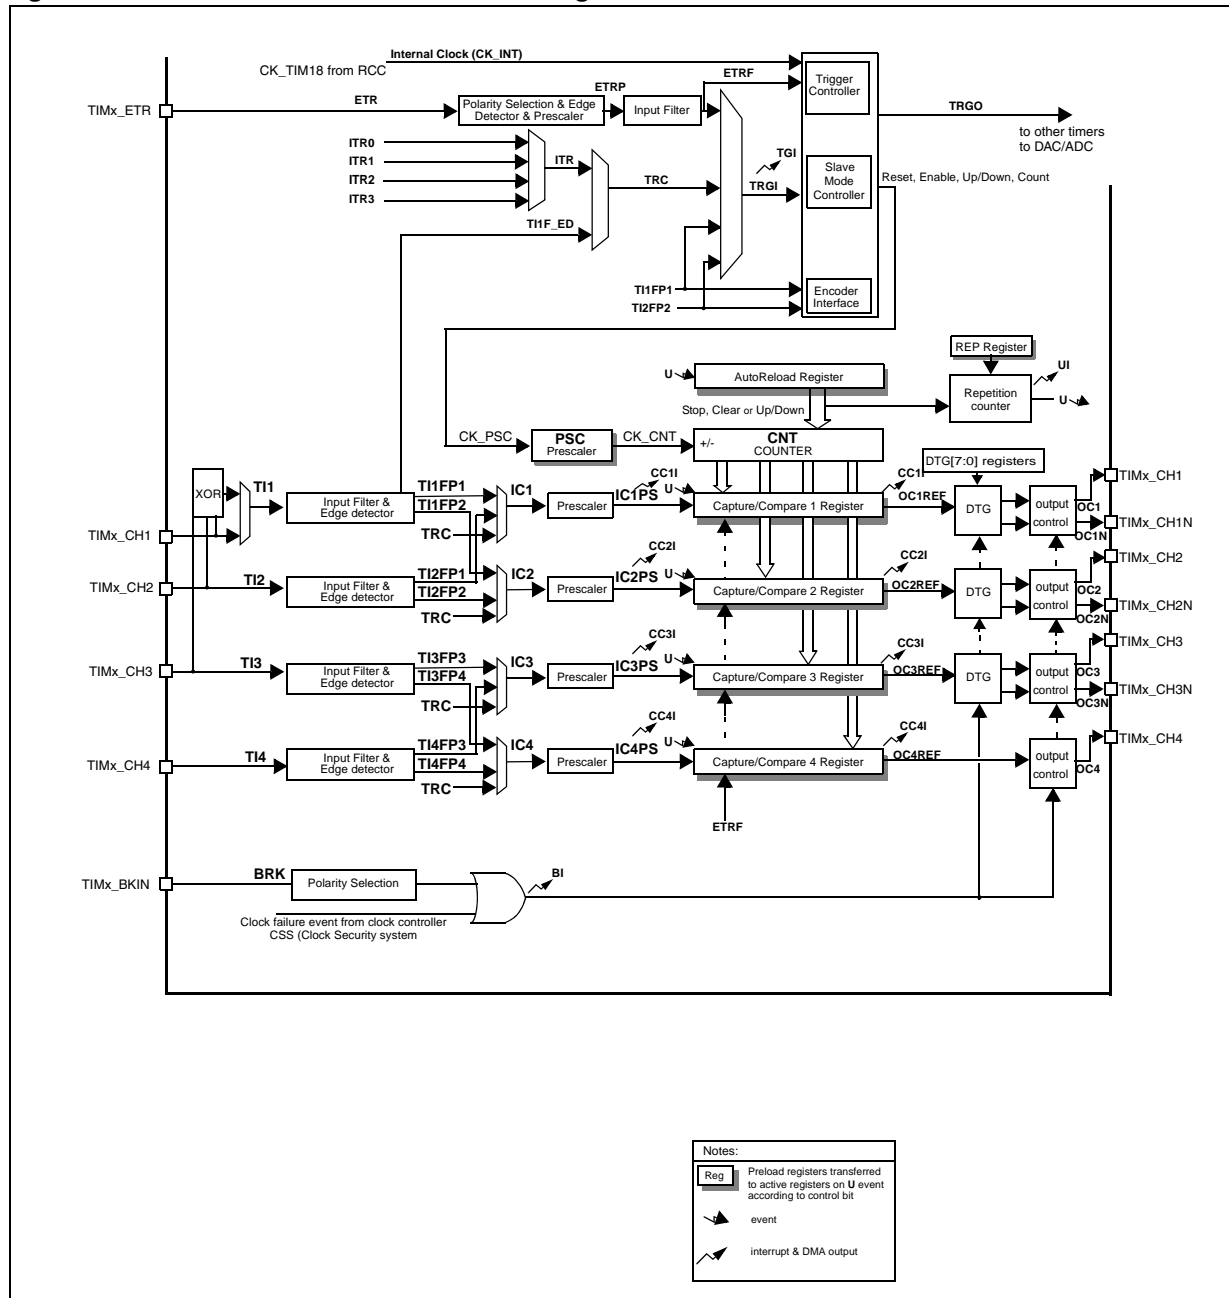 Internal Clock (CK_INT)
CK_TIM18 from RCC
TIMx_ETR
ETR
Polarity Selection & Edge
Detector & Prescaler
ETRP
Input Filter
ETRF
Trigger
Controller
TRGO
to other timers
to DAC/ADC
ITR0
ITR1
ITR2
ITR3
ITR
TRC
TI1F_ED
TGI
TRGI
Slave
Mode
Controller
Reset, Enable, Up/Down, Count
TI1FP1
TI2FP2
Encoder
Interface
REP Register
U
AutoReload Register
Repetition
counter
UI
U
Stop, Clear or Up/Down
CK_PSC
PSC
Prescaler
CK_CNT
+/-
CNT
COUNTER
DTG[7:0] registers
XOR
TI1
Input Filter &
Edge detector
TI1FP1
TI1FP2
TRC
IC1
Prescaler
IC1PS
CC1I
U
Capture/Compare 1 Register
CC1I
OC1REF
DTG
output
control
OC1
OC1N
TIMx_CH1
TIMx_CH1N
TIMx_CH1
TIMx_CH2
TI2
Input Filter &
Edge detector
TI2FP1
TI2FP2
TRC
IC2
Prescaler
IC2PS
CC2I
U
Capture/Compare 2 Register
CC2I
OC2REF
DTG
output
control
OC2
OC2N
TIMx_CH2
TIMx_CH2N
TIMx_CH3
TI3
Input Filter &
Edge detector
TI3FP3
TI3FP4
TRC
IC3
Prescaler
IC3PS
CC3I
U
Capture/Compare 3 Register
CC3I
OC3REF
DTG
output
control
OC3
OC3N
TIMx_CH3
TIMx_CH3N
TIMx_CH4
TI4
Input Filter &
Edge detector
TI4FP3
TI4FP4
TRC
IC4
Prescaler
IC4PS
CC4I
U
Capture/Compare 4 Register
CC4I
OC4REF
output
control
OC4
TIMx_CH4
ETRF
TIMx_BKIN
BRK
Polarity Selection
BI
Clock failure event from clock controller
CSS (Clock Security system
Notes:
Reg
Preload registers transferred
to active registers on U event
according to control bit
event
interrupt & DMA output